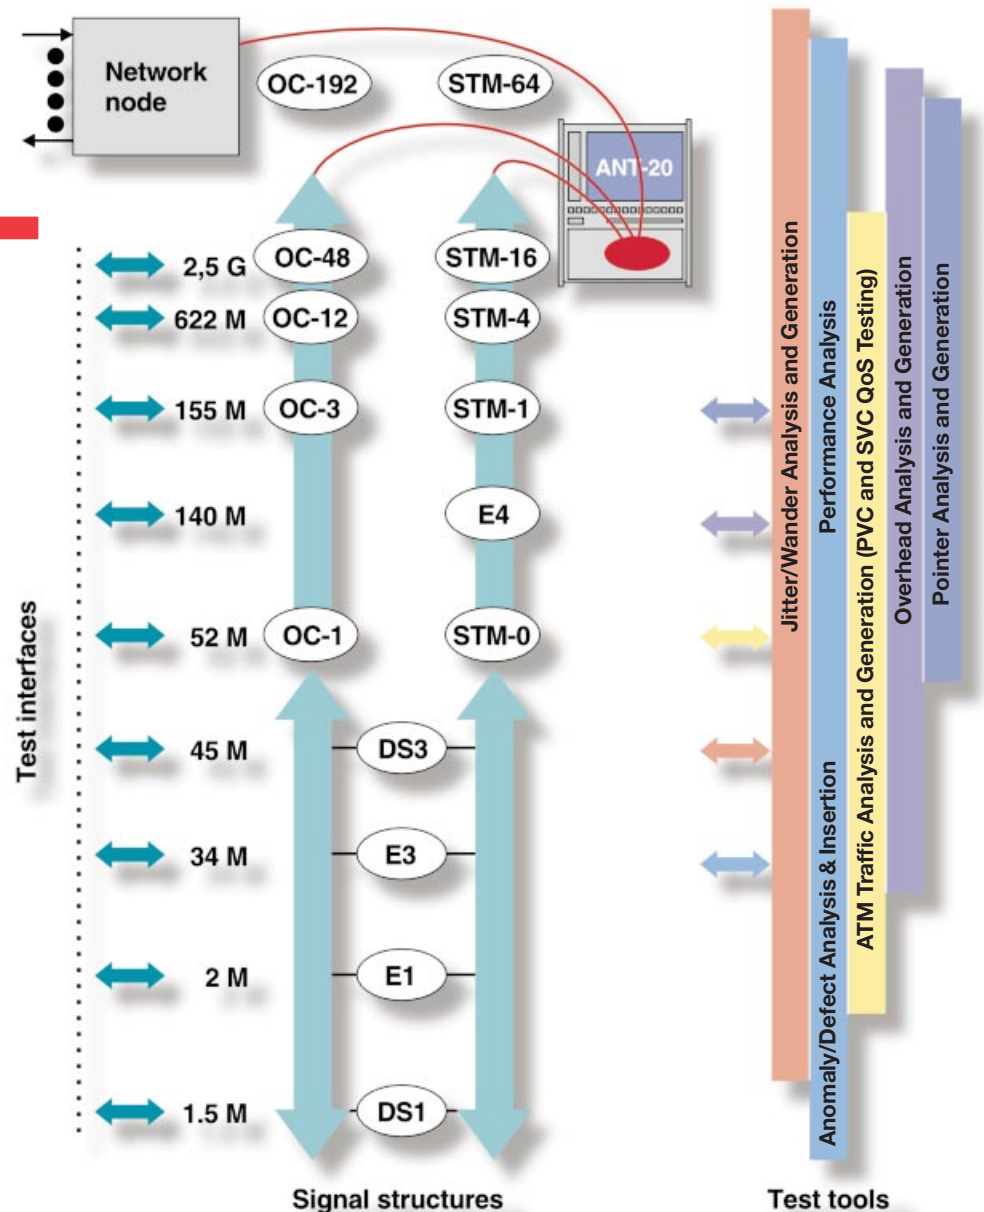 Network
node
OC-192
STM-64
ANT-20
2,5 G
OC-48
STM-16
622 M
OC-12
STM-4
155 M
OC-3
STM-1
140 M
E4
52 M
OC-1
STM-0
45 M
DS3
34 M
E3
2 M
E1
1.5 M
DS1
Test interfaces
Signal structures
Jitter/Wander Analysis and Generation
Performance Analysis
Anomaly/Defect Analysis & Insertion
ATM Traffic Analysis and Generation (PVC and SVC QoS Testing)
Overhead Analysis and Generation
Pointer Analysis and Generation
Test tools